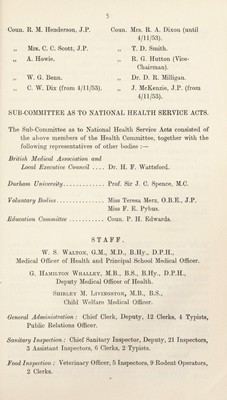 5
Coun. R. M. Henderson, J.P. Coun. Mrs. R. A. Dixon (until
4/11/53).
„ Mrs. C. C. Scott, J.P. „ T. D. Smith.
„ A. Howie. „ R. G. Hutton (Vice-
Chairman).
„ W. G. Benn. „ Dr. D. R. Milligan.
„ C. W. Dix (from 4/11/53). „ J. McKenzie, J.P. (from
4/11/53).
SUB-COMMITTEE AS TO NATIONAL HEALTH SERVICE ACTS.
The Sub-Committee as to National Health Service Acts consisted of
the above members of the Health Committee, together with the
following representatives of other bodies :—
British Medical Association and
Local Executive Council .... Dr. H. F. Wattsford.
Durham University............. Prof. Sir J. C. Spence, M.C.
Voluntary Bodies.............. Miss Teresa Merz, O.B.E., J.P.
Miss F. E. Pybus.
Education Committee ........... Coun. P. H. Edwards.
STAFF.
W. S. Walton, G.M., M.D., B.Hy., D.P.H.,
Medical Officer of Health and Principal School Medical Officer.
G. Hamilton Whalley, M.B., B.S., B.Hy., D.P.H.,
Deputy Medical Officer of Health.
Shirley M. Livingston, M.B., B.S.,
Child Welfare Medical Officer.
General Administration : Chief Clerk, Deputy, 12 Clerks, 4 Typists,
Public Relations Officer.
Sanitary Inspection : Chief Sanitary Inspector, Deputy, 21 Inspectors,
3 Assistant Inspectors, 6 Clerks, 2 Typists.
Food Inspection : Veterinary Officer, 5 Inspectors, 9 Rodent Operators,
2 Clerks.